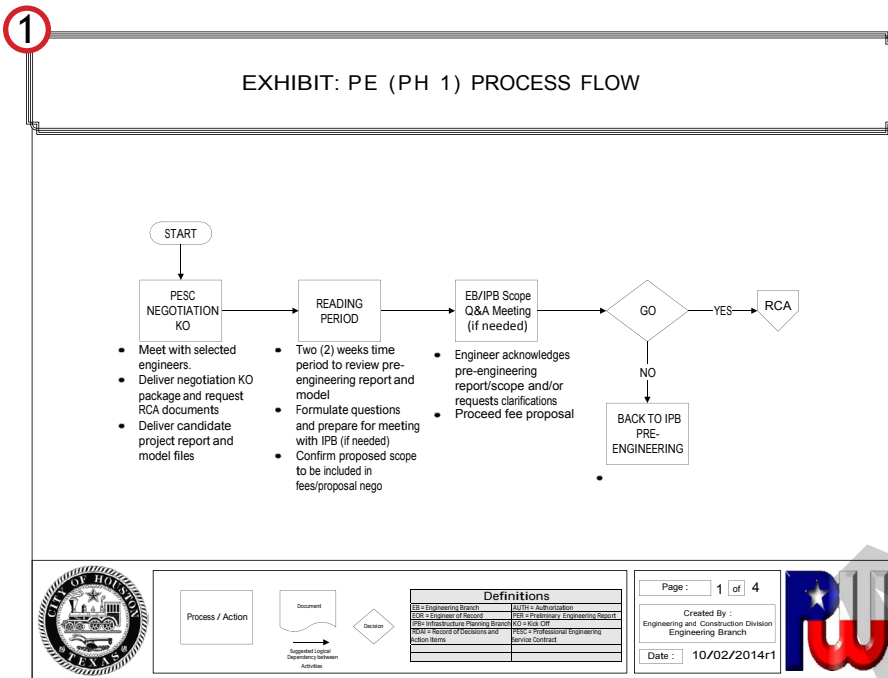 1
EXHIBIT: PE (PH 1) PROCESS FLOW
START
PESC
NEGOTIATION
KO
READING
PERIOD
EB/IPB Scope
Q&A Meeting
(if needed)
GO
YES
RCA
NO
BACK TO IPB
PRE-
ENGINEERING
• Meet with selected
engineers.
• Deliver negotiation KO
package and request
RCA documents
• Deliver candidate
project report and
model files
• Two (2) weeks time
period to review pre-
engineering report and
model
• Formulate questions
and prepare for meeting
with IPB (if needed)
• Confirm proposed scope
to be included in
fees/proposal nego
• Engineer acknowledges
pre-engineering
report/scope and/or
requests clarifications
• Proceed fee proposal
•
CITY OF HOUSTON
TEXAS
Process / Action
Document
Suggested Logical
Dependency between
Activities
Decision
Definitions
EB = Engineering Branch
AUTH = Authorization
EOR = Engineer of Record
PER = Preliminary Engineering Report
IPB= Infrastructure Planning Branch
KO = Kick Off
RDAI = Record of Decisions and
Action Items
PESC = Professional Engineering
Service Contract
Page : 1 of 4
Created By :
Engineering and Construction Division
Engineering Branch
Date : 10/02/2014r1
PW